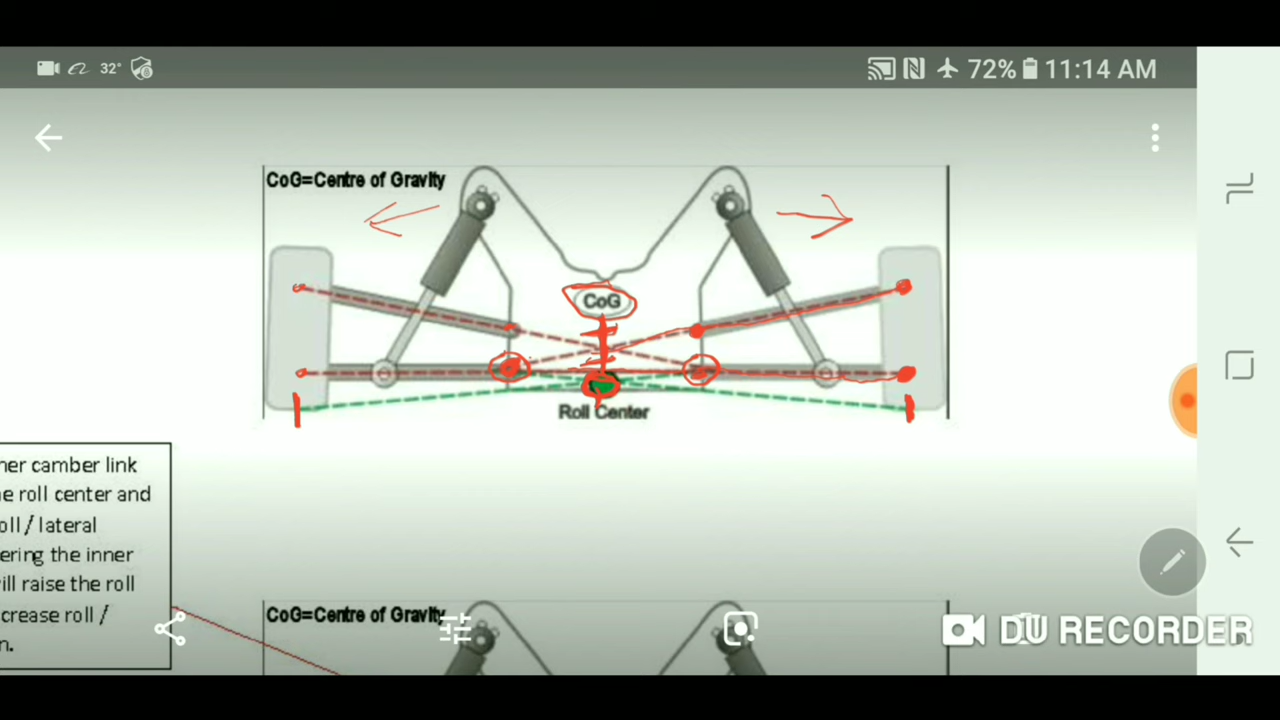 32°
72% 11:14 AM
CoG=Centre of Gravity
CoG
Roll Center
ner camber link
e roll center and
oll / lateral
ering the inner
ill raise the roll
crease roll /
n.
CoG=Centre of Gravity
DU RECORDER